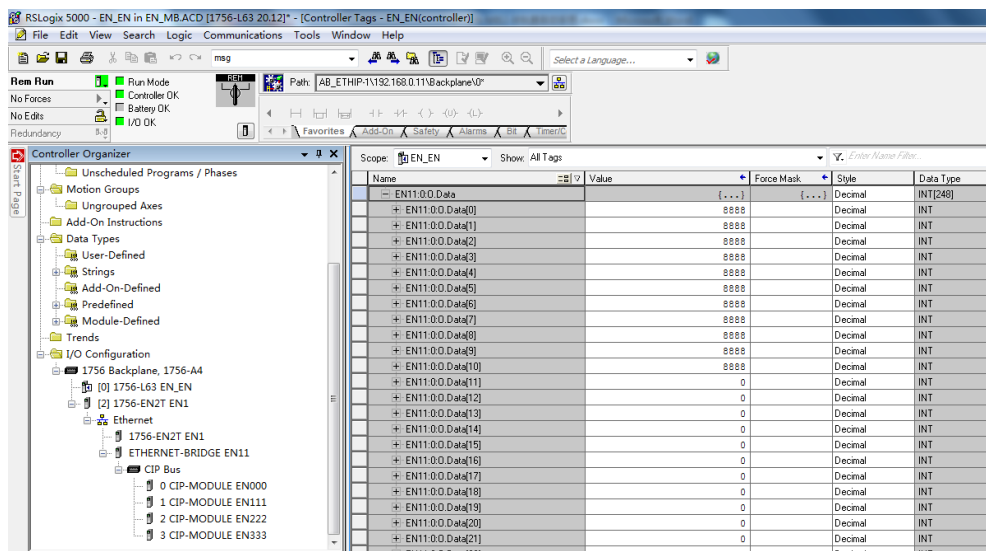 RSLogix 5000 - EN_EN in EN_MB.ACD [1756-L63 20.12]* - [Controller Tags - EN_EN(controller)]
File Edit View Search Logic Communications Tools Window Help
msg
Select a Language...
Rem Run
Run Mode
REM
Path: AB_ETHIP-1\192.168.0.11\Backplane\0*
No Forces
Controller OK
Battery OK
No Edits
I/O OK
Redundancy
Favorites Add-On Safety Alarms Bit Timer/C
Start Page
Controller Organizer
Scope: EN_EN Show: All Tags
Enter Name Filter...
Unscheduled Programs / Phases
Motion Groups
Ungrouped Axes
Add-On Instructions
Data Types
User-Defined
Strings
Add-On-Defined
Predefined
Module-Defined
Trends
I/O Configuration
1756 Backplane, 1756-A4
[0] 1756-L63 EN_EN
[2] 1756-EN2T EN1
Ethernet
1756-EN2T EN1
ETHERNET-BRIDGE EN11
CIP Bus
0 CIP-MODULE EN000
1 CIP-MODULE EN111
2 CIP-MODULE EN222
3 CIP-MODULE EN333
Name Value Force Mask Style Data Type
EN11:0:O.Data {...} {...} Decimal INT[248]
EN11:0:O.Data[0] 8888 Decimal INT
EN11:0:O.Data[1] 8888 Decimal INT
EN11:0:O.Data[2] 8888 Decimal INT
EN11:0:O.Data[3] 8888 Decimal INT
EN11:0:O.Data[4] 8888 Decimal INT
EN11:0:O.Data[5] 8888 Decimal INT
EN11:0:O.Data[6] 8888 Decimal INT
EN11:0:O.Data[7] 8888 Decimal INT
EN11:0:O.Data[8] 8888 Decimal INT
EN11:0:O.Data[9] 8888 Decimal INT
EN11:0:O.Data[10] 8888 Decimal INT
EN11:0:O.Data[11] 0 Decimal INT
EN11:0:O.Data[12] 0 Decimal INT
EN11:0:O.Data[13] 0 Decimal INT
EN11:0:O.Data[14] 0 Decimal INT
EN11:0:O.Data[15] 0 Decimal INT
EN11:0:O.Data[16] 0 Decimal INT
EN11:0:O.Data[17] 0 Decimal INT
EN11:0:O.Data[18] 0 Decimal INT
EN11:0:O.Data[19] 0 Decimal INT
EN11:0:O.Data[20] 0 Decimal INT
EN11:0:O.Data[21] 0 Decimal INT